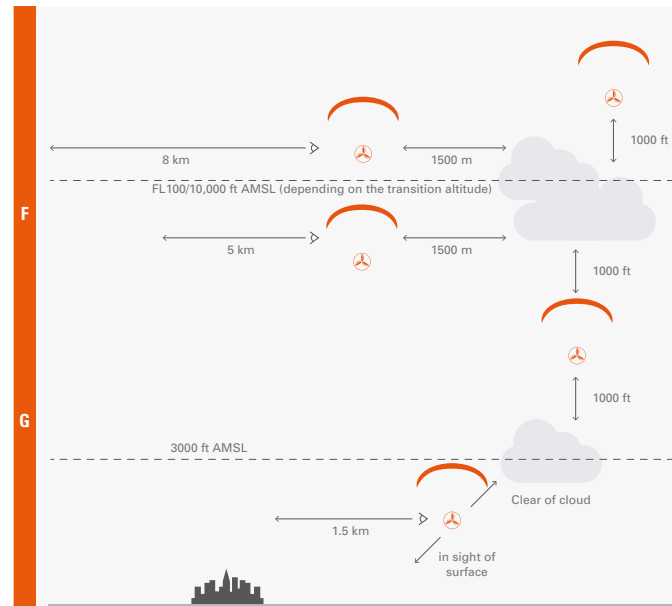 1000 ft
8 km
1500 m
FL100/10,000 ft AMSL (depending on the transition altitude)
F
5 km
1500 m
1000 ft
1000 ft
G
3000 ft AMSL
Clear of cloud
1.5 km
in sight of
surface